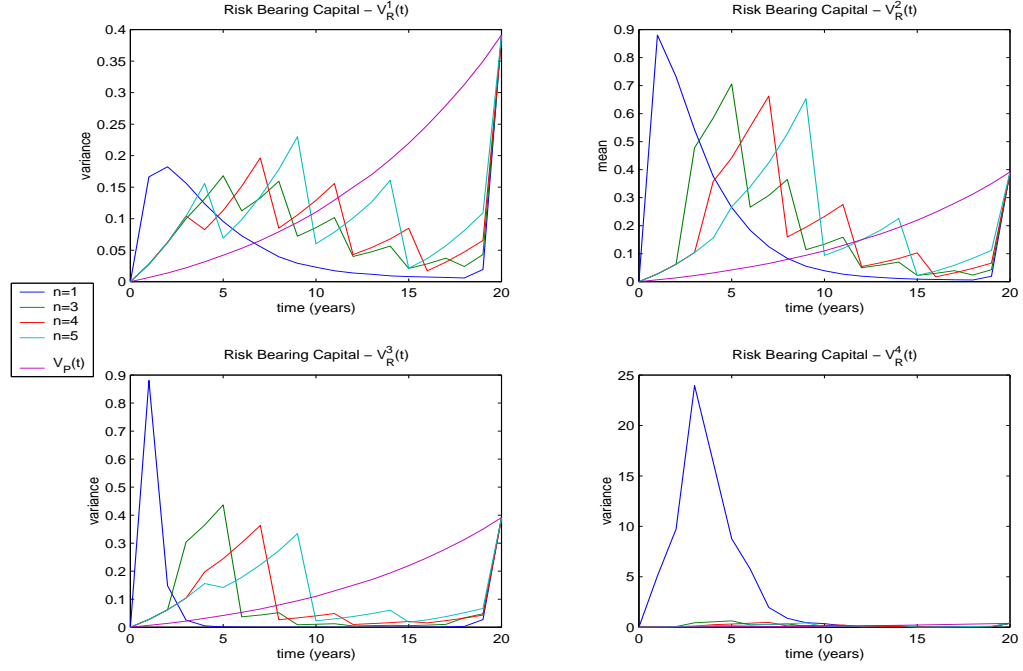 Risk Bearing Capital – V_R^1(t)
0.4
0.35
0.3
0.25
0.2
0.15
0.1
0.05
0
variance
0 5 10 15 20
time (years)
Risk Bearing Capital – V_R^2(t)
0.9
0.8
0.7
0.6
0.5
0.4
0.3
0.2
0.1
0
mean
0 5 10 15 20
time (years)
n=1
n=3
n=4
n=5
V_P(t)
Risk Bearing Capital – V_R^3(t)
0.9
0.8
0.7
0.6
0.5
0.4
0.3
0.2
0.1
0
variance
0 5 10 15 20
time (years)
Risk Bearing Capital – V_R^4(t)
25
20
15
10
5
0
variance
0 5 10 15 20
time (years)